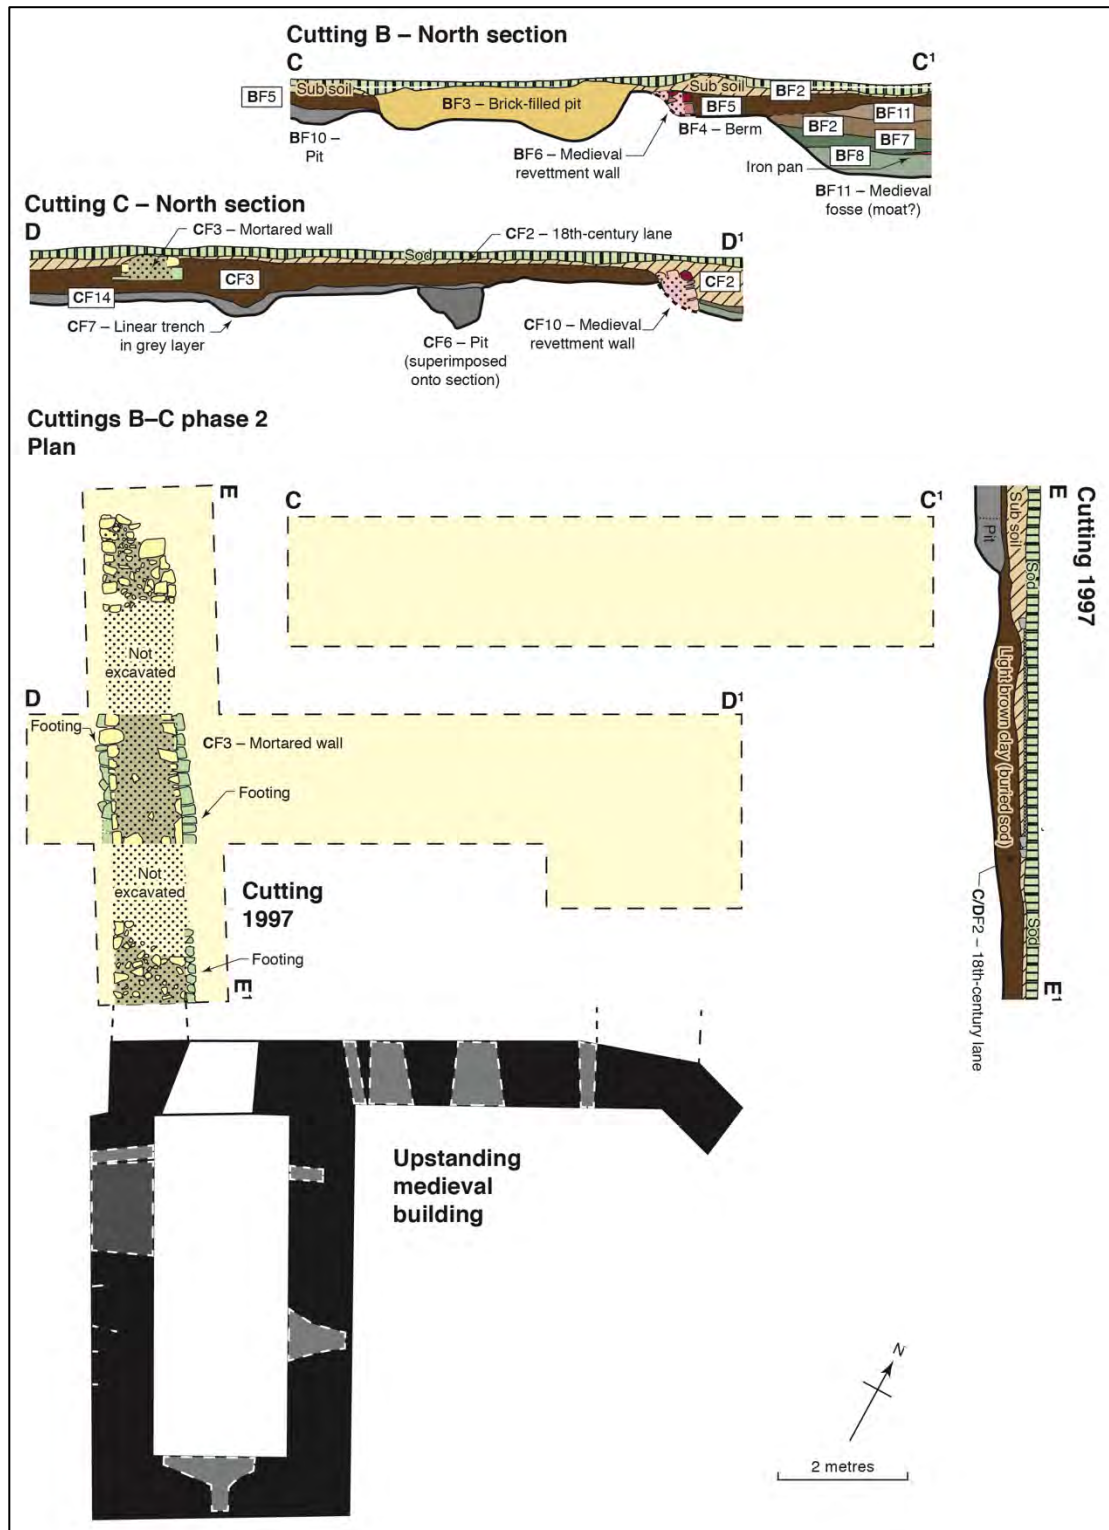 Cutting B – North section
C
C¹
Sub soil
Sub soil
BF2
BF5
BF3 – Brick-filled pit
BF5
BF11
BF10 –
Pit
BF4 – Berm
BF2
BF7
BF6 – Medieval
revettment wall
BF8
Iron pan
BF11 – Medieval
fosse (moat?)
Cutting C – North section
D
D¹
CF3 – Mortared wall
CF2 – 18th-century lane
Sod
CF3
CF2
CF14
CF7 – Linear trench
in grey layer
CF6 – Pit
(superimposed
onto section)
CF10 – Medieval
revettment wall
Cuttings B–C phase 2
Plan
E
C
C¹
Not
excavated
D
D¹
Footing
CF3 – Mortared wall
Footing
Not
excavated
Cutting
1997
Footing
E¹
E
Cutting 1997
Pit
Sub soil
Sod
Light brown clay (buried sod)
Sod
C/DF2 – 18th-century lane
E¹
Upstanding
medieval
building
N
2 metres